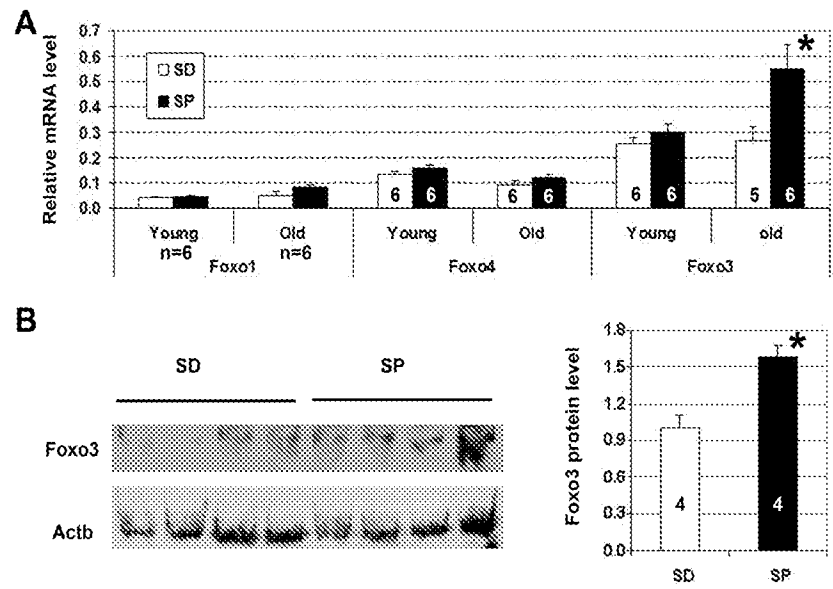 A
Relative mRNA level
0.7
0.6
0.5
0.4
0.3
0.2
0.1
0.0
SD
SP
*
6 6 6 6 6 6 5 6
Young Old Young Old Young old
n=6 n=6
Foxo1 Foxo4 Foxo3
B
SD SP
Foxo3
Actb
Foxo3 protein level
1.8
1.5
1.2
0.9
0.6
0.3
0.0
*
4 4
SD SP